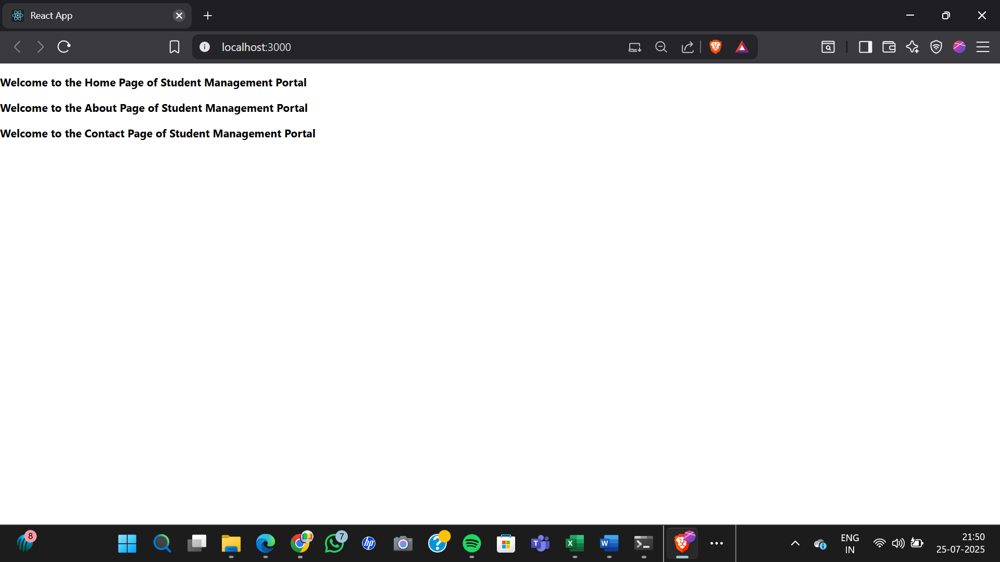 React App
localhost:3000
Welcome to the Home Page of Student Management Portal
Welcome to the About Page of Student Management Portal
Welcome to the Contact Page of Student Management Portal
8
7
hp
?
T
X
W
ENG
IN
21:50
25-07-2025